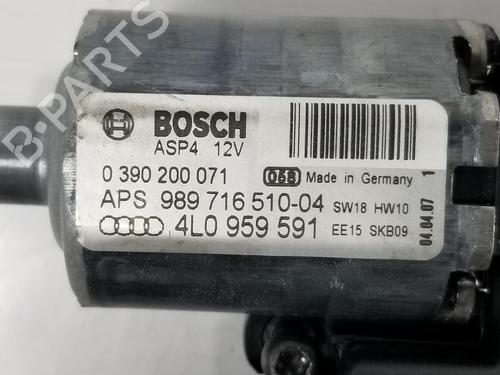 BOSCH
ASP4 12V
0 390 200 071 068 Made in Germany 1
APS 989 716 510-04 SW18 HW10
4L0 959 591 EE15 SKB09
04.04.07
B-PARTS